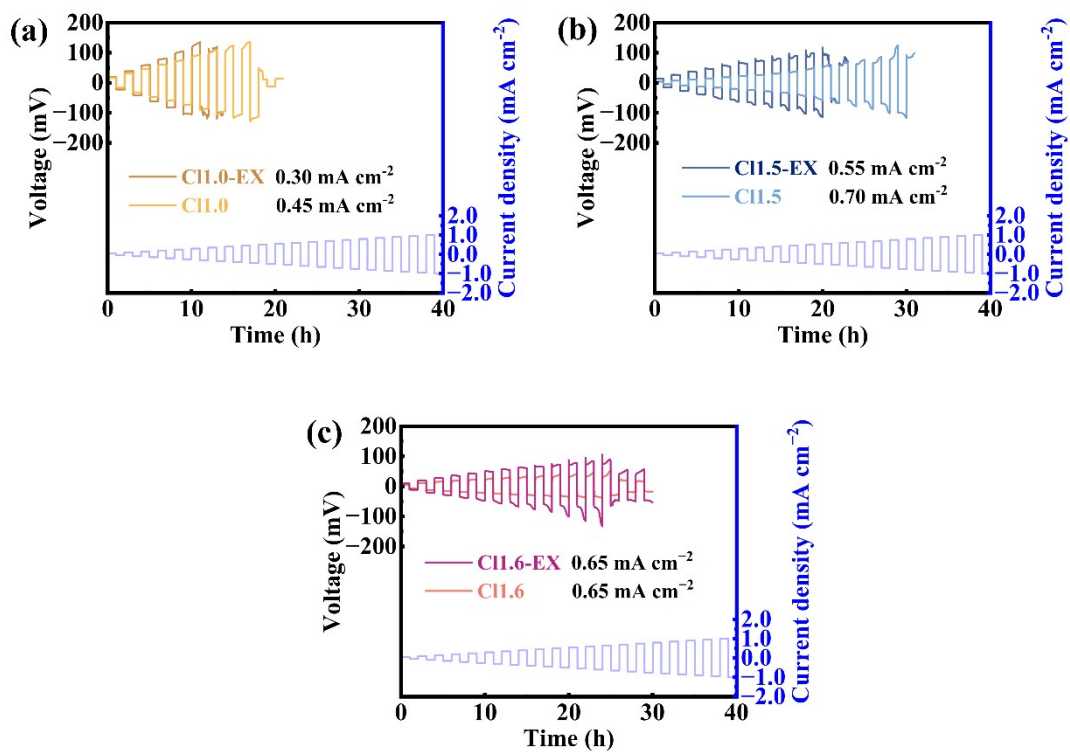 (a)
200
100
0
−100
−200
Voltage (mV)
Cl1.0-EX 0.30 mA cm⁻²
Cl1.0 0.45 mA cm⁻²
2.0
1.0
0.0
−1.0
−2.0
Current density (mA cm⁻²)
0 10 20 30 40
Time (h)
(b)
200
100
0
−100
−200
Voltage (mV)
Cl1.5-EX 0.55 mA cm⁻²
Cl1.5 0.70 mA cm⁻²
2.0
1.0
0.0
−1.0
−2.0
Current density (mA cm⁻²)
0 10 20 30 40
Time (h)
(c)
200
100
0
−100
−200
Voltage (mV)
Cl1.6-EX 0.65 mA cm⁻²
Cl1.6 0.65 mA cm⁻²
2.0
1.0
0.0
−1.0
−2.0
Current density (mA cm⁻²)
0 10 20 30 40
Time (h)